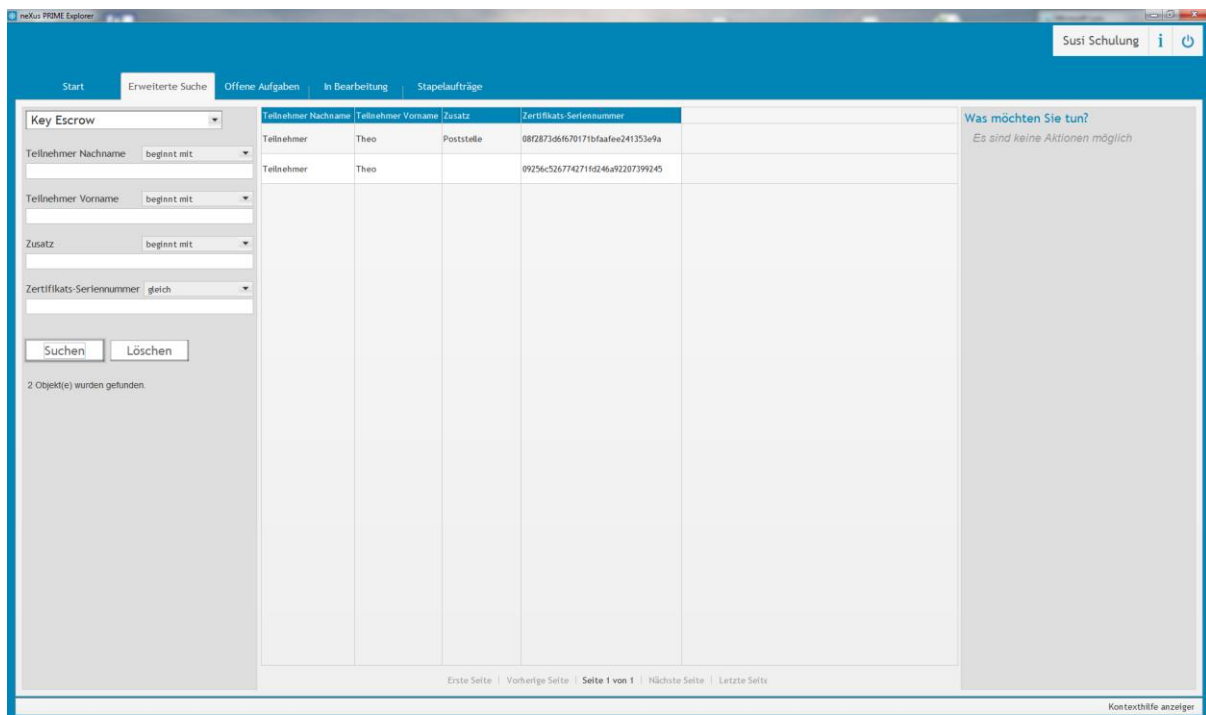 neXus PRIME Explorer
Susi Schulung i
Start Erweiterte Suche Offene Aufgaben In Bearbeitung Stapelaufträge
Key Escrow
Teilnehmer Nachname beginnt mit
Teilnehmer Vorname beginnt mit
Zusatz beginnt mit
Zertifikats-Seriennummer gleich
Suchen Löschen
2 Objekt(e) wurden gefunden.
Teilnehmer Nachname Teilnehmer Vorname Zusatz Zertifikats-Seriennummer
Teilnehmer Theo Poststelle 08f2873d6f670171bfaafee241353e9a
Teilnehmer Theo 09256c526774271fd246a92207399245
Erste Seite | Vorherige Seite | Seite 1 von 1 | Nächste Seite | Letzte Seite
Was möchten Sie tun?
Es sind keine Aktionen möglich
Kontexthilfe anzeigen